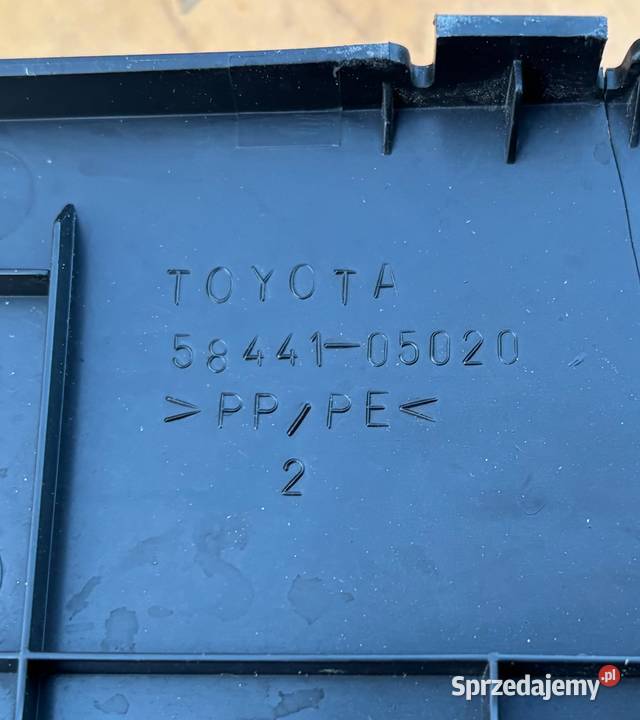 TOYOTA
58441-05020
>PP/PE<
2
Sprzedajemy.pl